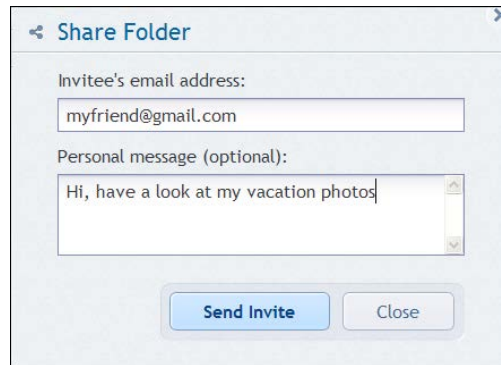 Share Folder
Invitee's email address:
myfriend@gmail.com
Personal message (optional):
Hi, have a look at my vacation photos
Send Invite
Close